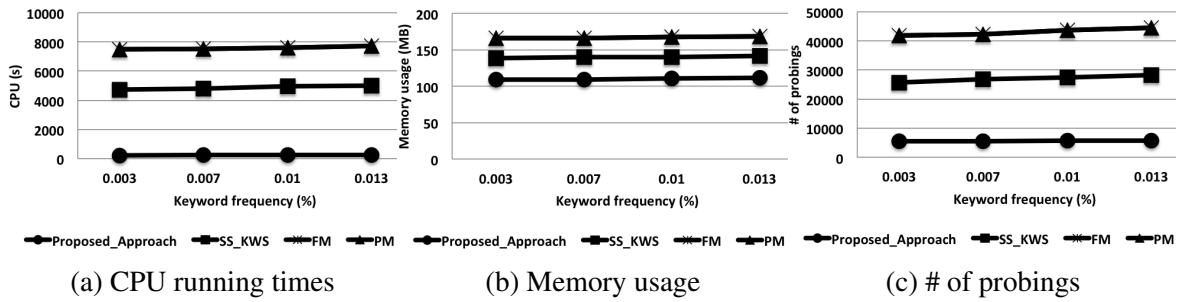 10000
8000
6000
4000
2000
0
CPU (s)
0.003 0.007 0.01 0.013
Keyword frequency (%)
Proposed_Approach SS_KWS FM PM
(a) CPU running times
200
150
100
50
0
Memory usage (MB)
0.003 0.007 0.01 0.013
Keyword frequency (%)
Proposed_Approach SS_KWS FM PM
(b) Memory usage
50000
40000
30000
20000
10000
0
# of probings
0.003 0.007 0.01 0.013
Keyword frequency (%)
Proposed_Approach SS_KWS FM PM
(c) # of probings